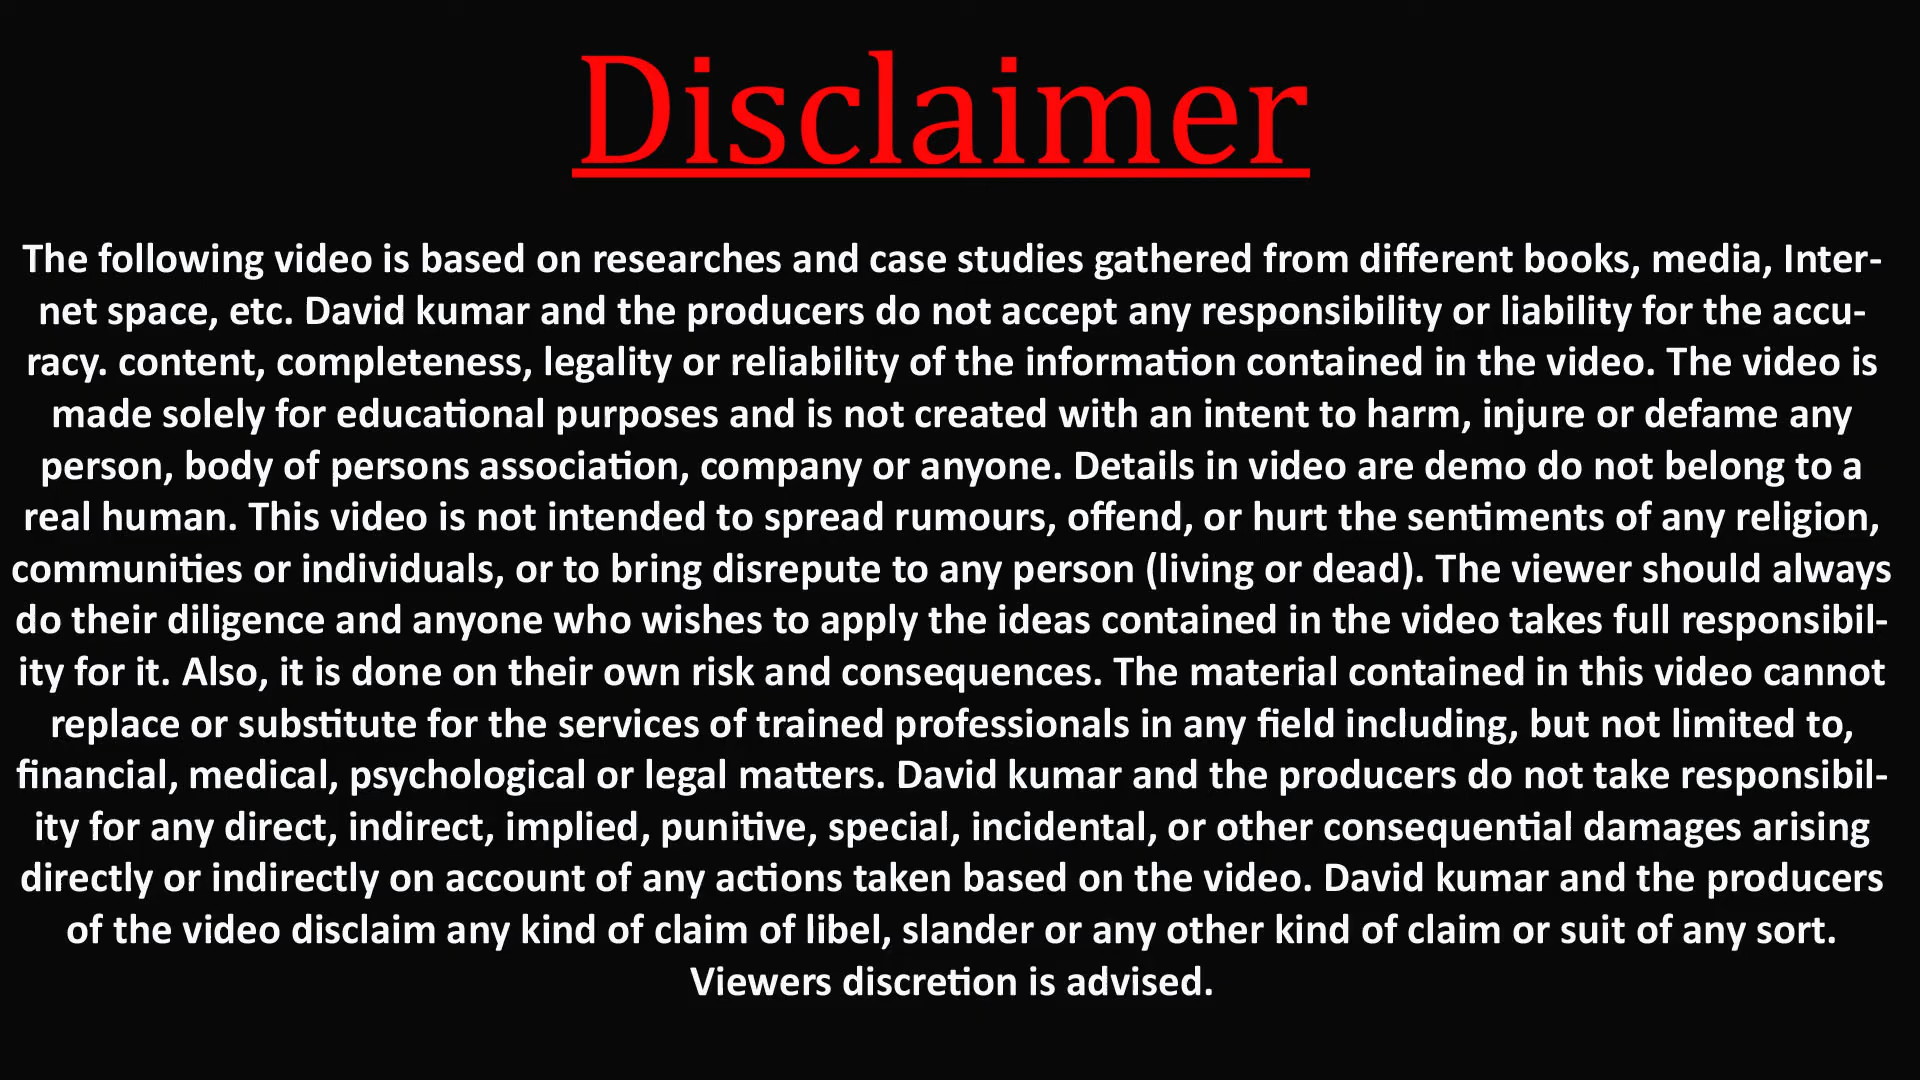 Disclaimer
The following video is based on researches and case studies gathered from different books, media, Inter-
net space, etc. David kumar and the producers do not accept any responsibility or liability for the accu-
racy. content, completeness, legality or reliability of the information contained in the video. The video is
made solely for educational purposes and is not created with an intent to harm, injure or defame any
person, body of persons association, company or anyone. Details in video are demo do not belong to a
real human. This video is not intended to spread rumours, offend, or hurt the sentiments of any religion,
communities or individuals, or to bring disrepute to any person (living or dead). The viewer should always
do their diligence and anyone who wishes to apply the ideas contained in the video takes full responsibil-
ity for it. Also, it is done on their own risk and consequences. The material contained in this video cannot
replace or substitute for the services of trained professionals in any field including, but not limited to,
financial, medical, psychological or legal matters. David kumar and the producers do not take responsibil-
ity for any direct, indirect, implied, punitive, special, incidental, or other consequential damages arising
directly or indirectly on account of any actions taken based on the video. David kumar and the producers
of the video disclaim any kind of claim of libel, slander or any other kind of claim or suit of any sort.
Viewers discretion is advised.